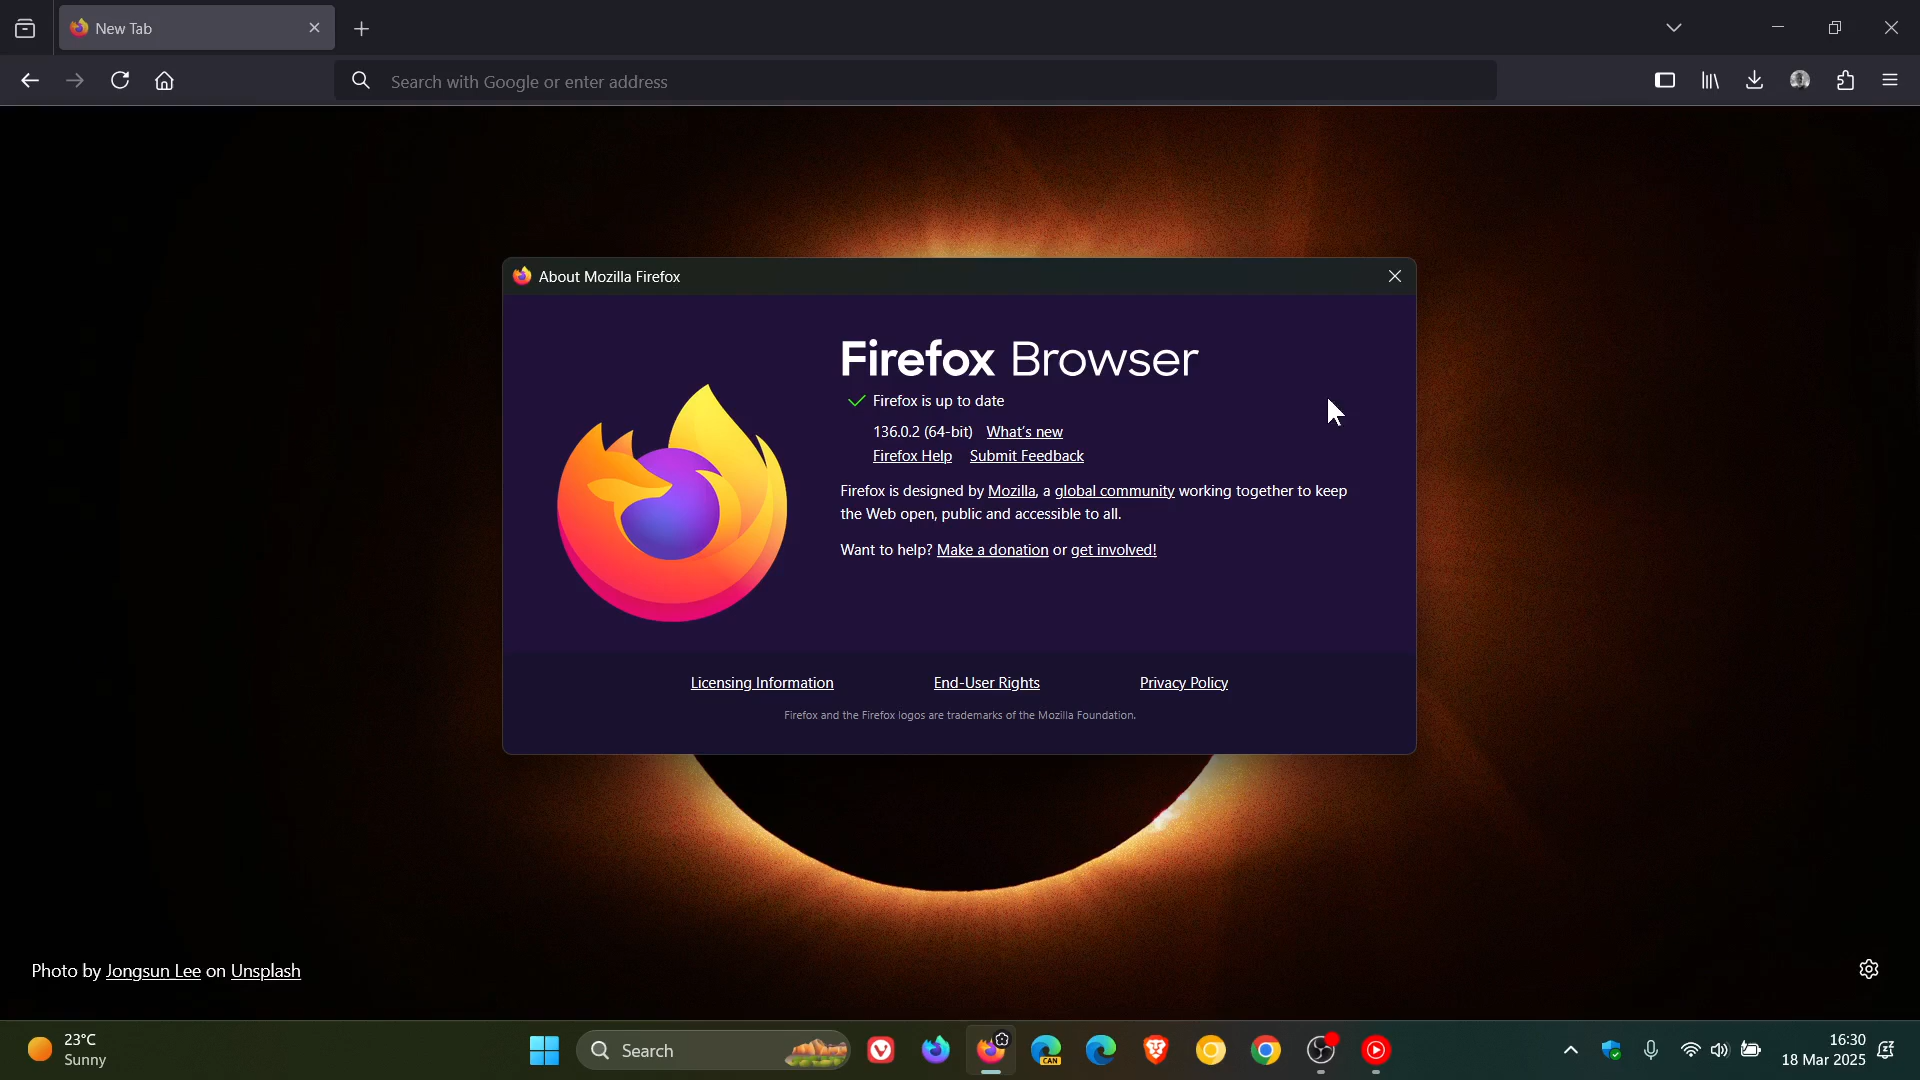 New Tab
Search with Google or enter address
About Mozilla Firefox
Firefox Browser
Firefox is up to date
136.0.2 (64-bit) What's new
Firefox Help Submit Feedback
Firefox is designed by Mozilla, a global community working together to keep
the Web open, public and accessible to all.
Want to help? Make a donation or get involved!
Licensing Information End-User Rights Privacy Policy
Firefox and the Firefox logos are trademarks of the Mozilla Foundation.
Photo by Jongsun Lee on Unsplash
23°C
Sunny
Search
CAN
16:30
18 Mar 2025